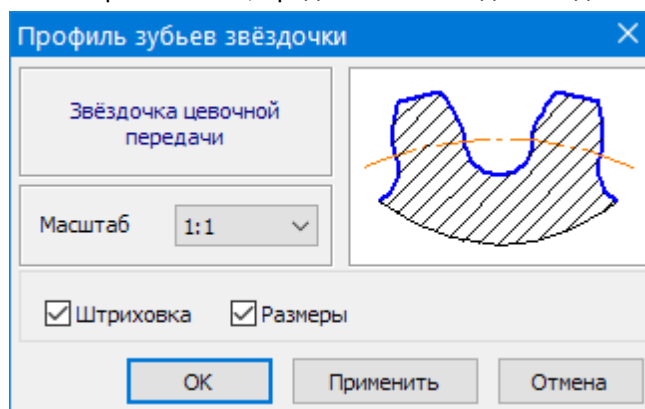 Профиль зубьев звёздочки
Звёздочка цевочной
передачи
Масштаб
1:1
Штриховка
Размеры
OK
Применить
Отмена